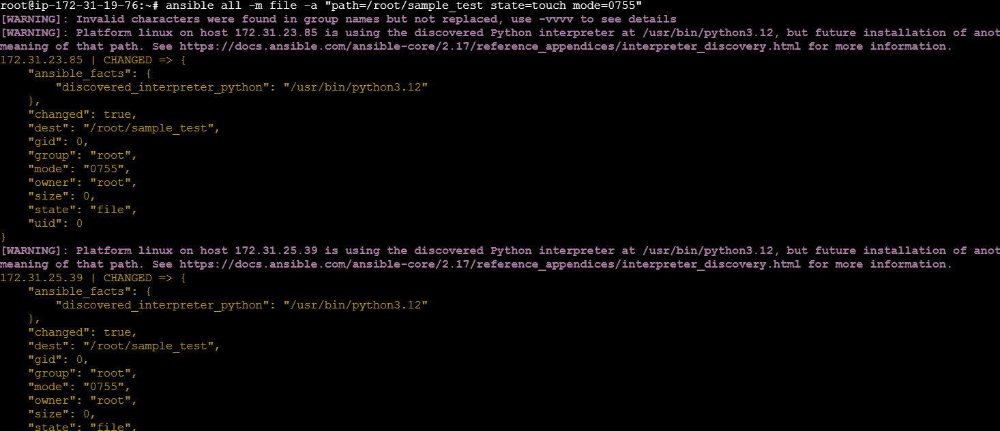 root@ip-172-31-19-76:~# ansible all -m file -a "path=/root/sample_test state=touch mode=0755"
[WARNING]: Invalid characters were found in group names but not replaced, use -vvvv to see details
[WARNING]: Platform linux on host 172.31.23.85 is using the discovered Python interpreter at /usr/bin/python3.12, but future installation of anot
meaning of that path. See https://docs.ansible.com/ansible-core/2.17/reference_appendices/interpreter_discovery.html for more information.
172.31.23.85 | CHANGED => {
    "ansible_facts": {
        "discovered_interpreter_python": "/usr/bin/python3.12"
    },
    "changed": true,
    "dest": "/root/sample_test",
    "gid": 0,
    "group": "root",
    "mode": "0755",
    "owner": "root",
    "size": 0,
    "state": "file",
    "uid": 0
}
[WARNING]: Platform linux on host 172.31.25.39 is using the discovered Python interpreter at /usr/bin/python3.12, but future installation of anot
meaning of that path. See https://docs.ansible.com/ansible-core/2.17/reference_appendices/interpreter_discovery.html for more information.
172.31.25.39 | CHANGED => {
    "ansible_facts": {
        "discovered_interpreter_python": "/usr/bin/python3.12"
    },
    "changed": true,
    "dest": "/root/sample_test",
    "gid": 0,
    "group": "root",
    "mode": "0755",
    "owner": "root",
    "size": 0,
    "state": "file",